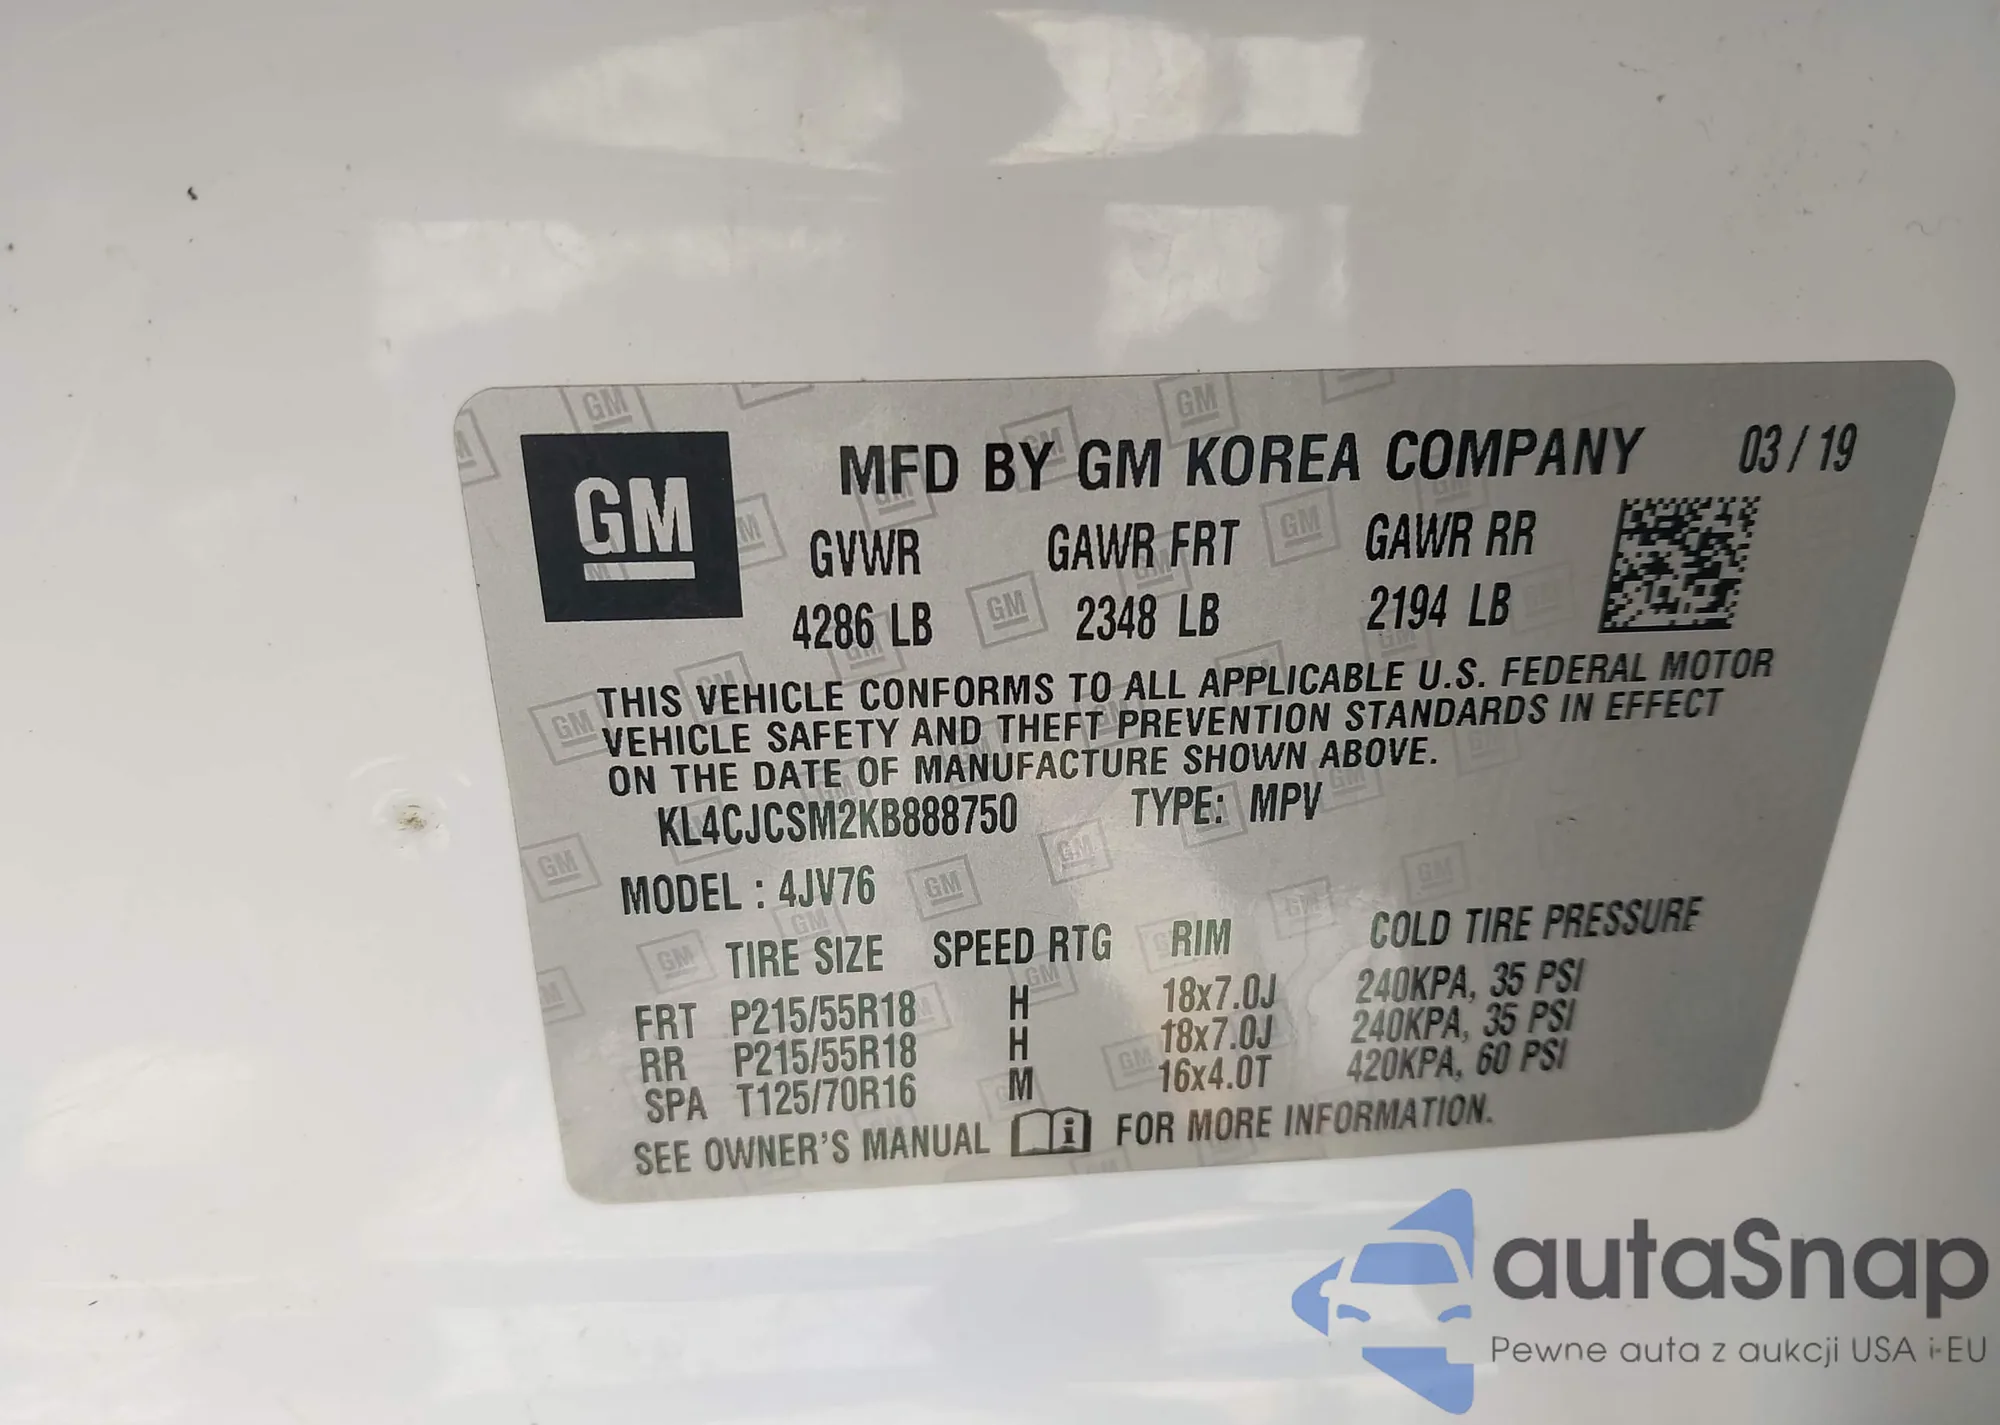 GM
MFD BY GM KOREA COMPANY 03 / 19
GVWR GAWR FRT GAWR RR
4286 LB 2348 LB 2194 LB
THIS VEHICLE CONFORMS TO ALL APPLICABLE U.S. FEDERAL MOTOR
VEHICLE SAFETY AND THEFT PREVENTION STANDARDS IN EFFECT
ON THE DATE OF MANUFACTURE SHOWN ABOVE.
KL4CJCSM2KB888750 TYPE: MPV
MODEL : 4JV76
TIRE SIZE SPEED RTG RIM COLD TIRE PRESSURE
FRT P215/55R18 H 18x7.0J 240KPA, 35 PSI
RR P215/55R18 H 18x7.0J 240KPA, 35 PSI
SPA T125/70R16 M 16x4.0T 420KPA, 60 PSI
SEE OWNER'S MANUAL i FOR MORE INFORMATION.
autaSnap
Pewne auta z aukcji USA i EU